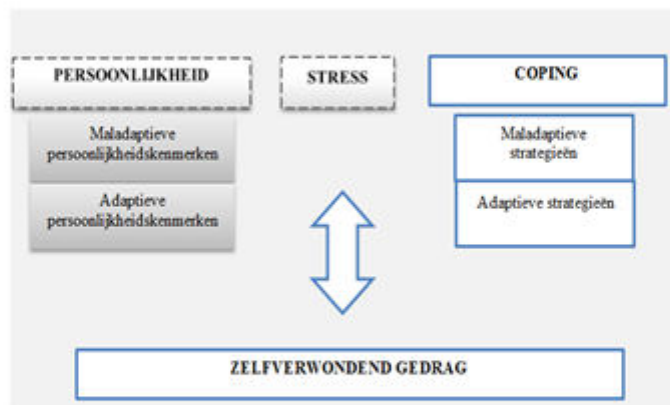 PERSOONLIJKHEID
STRESS
COPING
Maladaptieve
persoonlijkheidskenmerken
Adaptieve
persoonlijkheidskenmerken
Maladaptieve
strategieën
Adaptieve strategieën
ZELFVERWONDEND GEDRAG